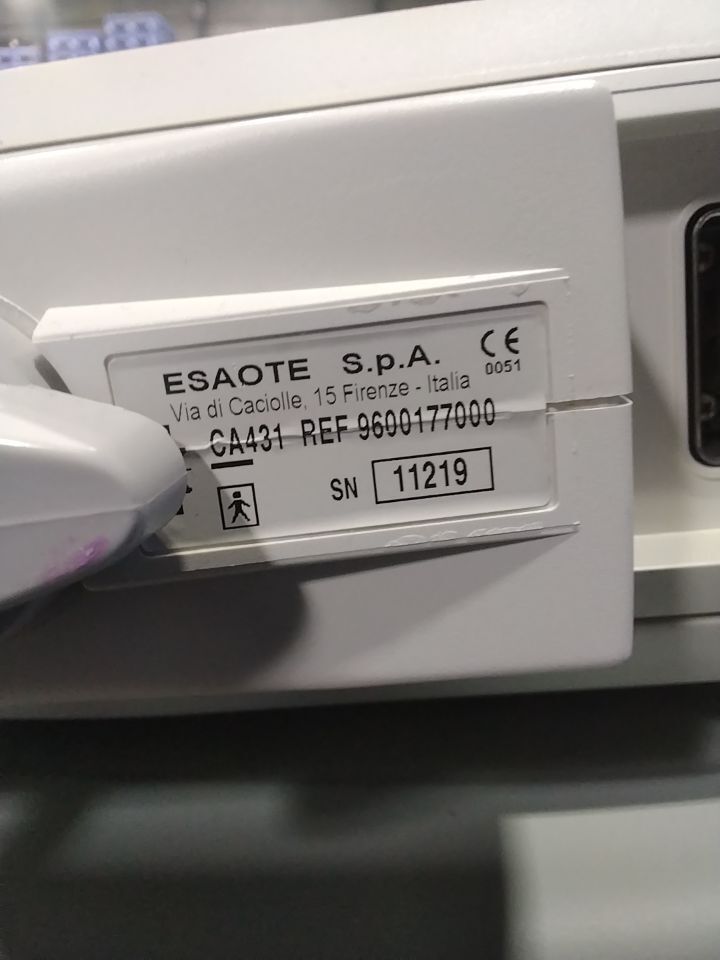 ESAOTE S.p.A.
CE
0051
Via di Caciolle, 15 Firenze - Italia
CA431 REF 9600177000
SN 11219